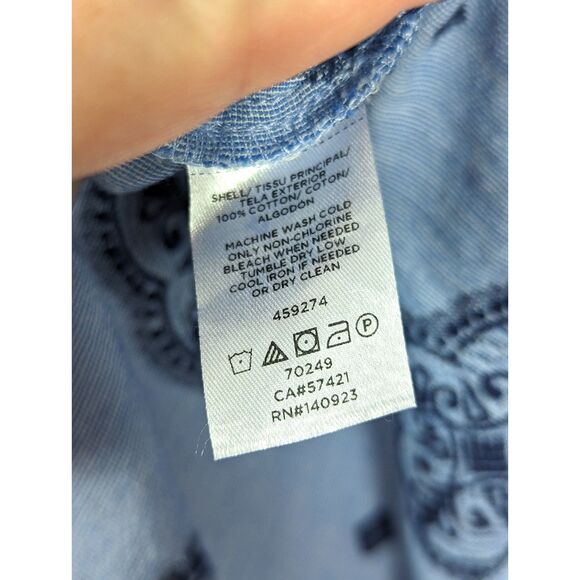 SHELL/ TISSU PRINCIPAL/
TELA EXTERIOR
100% COTTON/ COTON/
ALGODÓN
MACHINE WASH COLD
ONLY NON-CHLORINE
BLEACH WHEN NEEDED
TUMBLE DRY LOW
COOL IRON IF NEEDED
OR DRY CLEAN
459274
P
70249
CA#57421
RN#140923